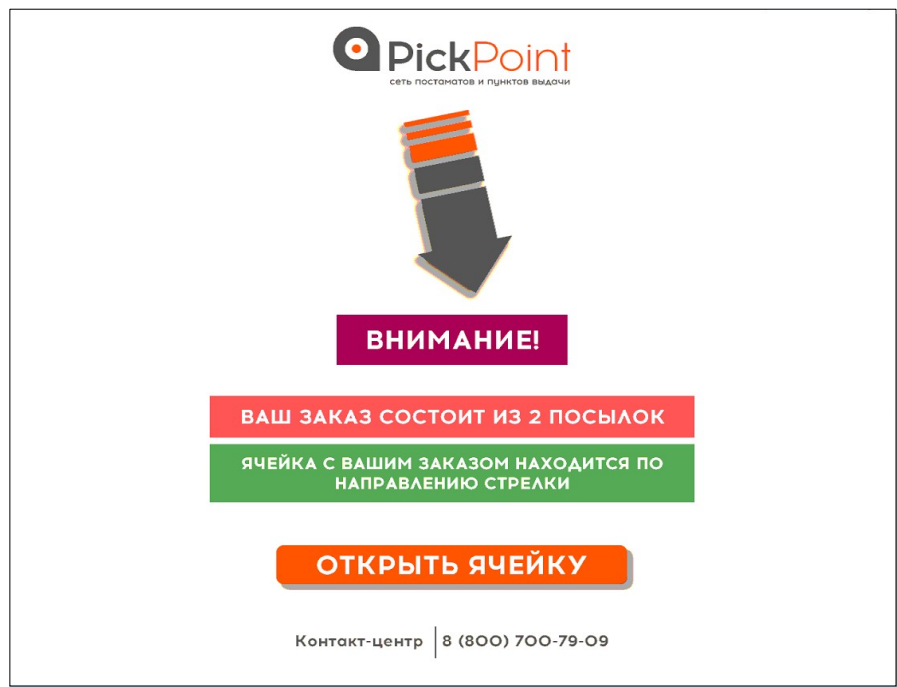 PickPoint
сеть постаматов и пунктов выдачи
ВНИМАНИЕ!
ВАШ ЗАКАЗ СОСТОИТ ИЗ 2 ПОСЫЛОК
ЯЧЕЙКА С ВАШИМ ЗАКАЗОМ НАХОДИТСЯ ПО
НАПРАВЛЕНИЮ СТРЕЛКИ
ОТКРЫТЬ ЯЧЕЙКУ
Контакт-центр 8 (800) 700-79-09